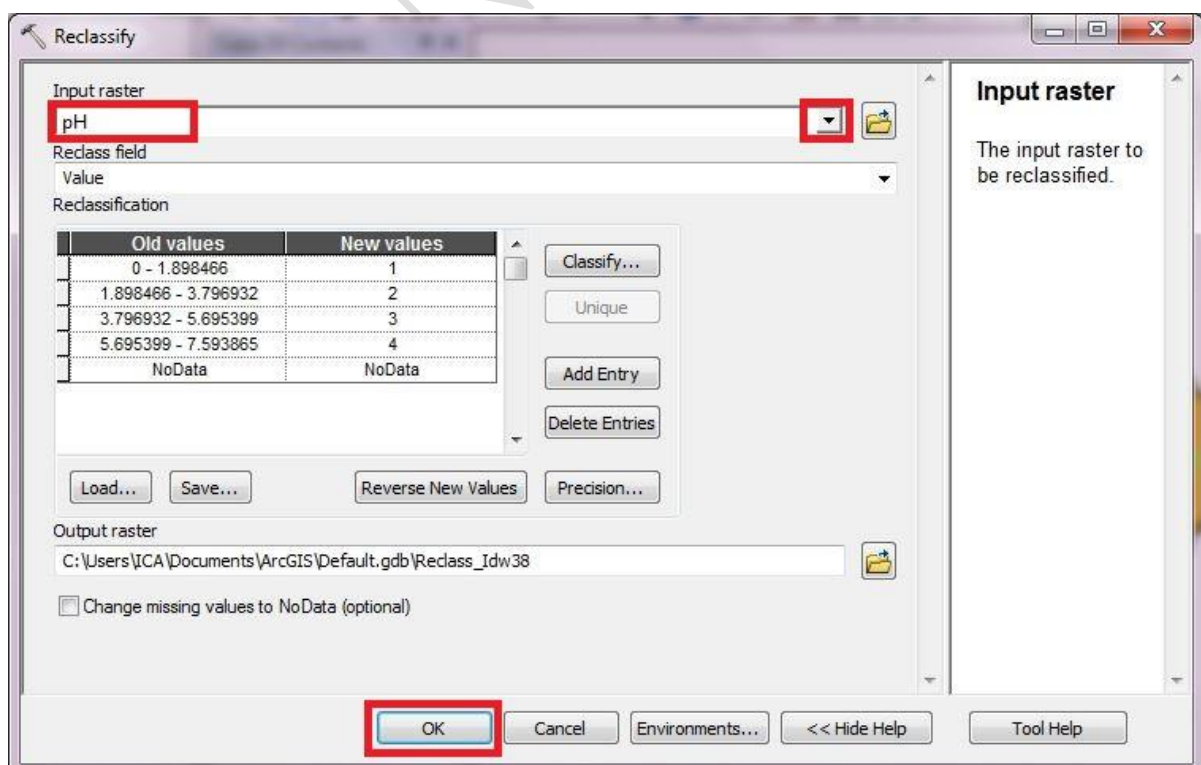 Reclassify
Input raster
pH
Reclass field
Value
Reclassification
Old values New values
0 - 1.898466 1
1.898466 - 3.796932 2
3.796932 - 5.695399 3
5.695399 - 7.593865 4
NoData NoData
Classify...
Unique
Add Entry
Delete Entries
Load... Save... Reverse New Values Precision...
Output raster
C:\Users\ICA\Documents\ArcGIS\Default.gdb\Reclass_Idw38
Change missing values to NoData (optional)
OK Cancel Environments... << Hide Help Tool Help
Input raster
The input raster to
be reclassified.